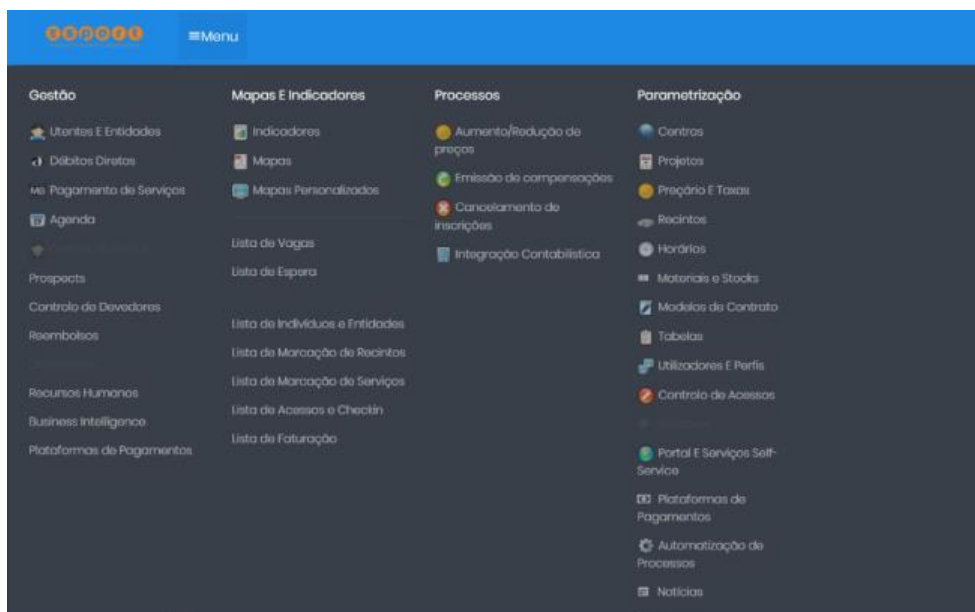 esport
≡Menu
Gestão
Utentes E Entidades
Débitos Diretos
MB Pagamento de Serviços
Agenda
Prospects
Controlo de Devedores
Reembolsos
Recursos Humanos
Business Intelligence
Plataformas de Pagamentos
Mapas E Indicadores
Indicadores
Mapas
Mapas Personalizados
Lista de Vagas
Lista de Espera
Lista de Indivíduos e Entidades
Lista de Marcação de Recintos
Lista de Marcação de Serviços
Lista de Acessos e Checkin
Lista de Faturação
Processos
Aumento/Redução de
preços
Emissão de compensações
Cancelamento de
inscrições
Integração Contabilística
Parametrização
Centros
Projetos
Preçário E Taxas
Recintos
Horários
Materiais e Stocks
Modelos de Contrato
Tabelas
Utilizadores E Perfis
Controlo de Acessos
Portal E Serviços Self-
Service
Plataformas de
Pagamentos
Automatização de
Processos
Notícias